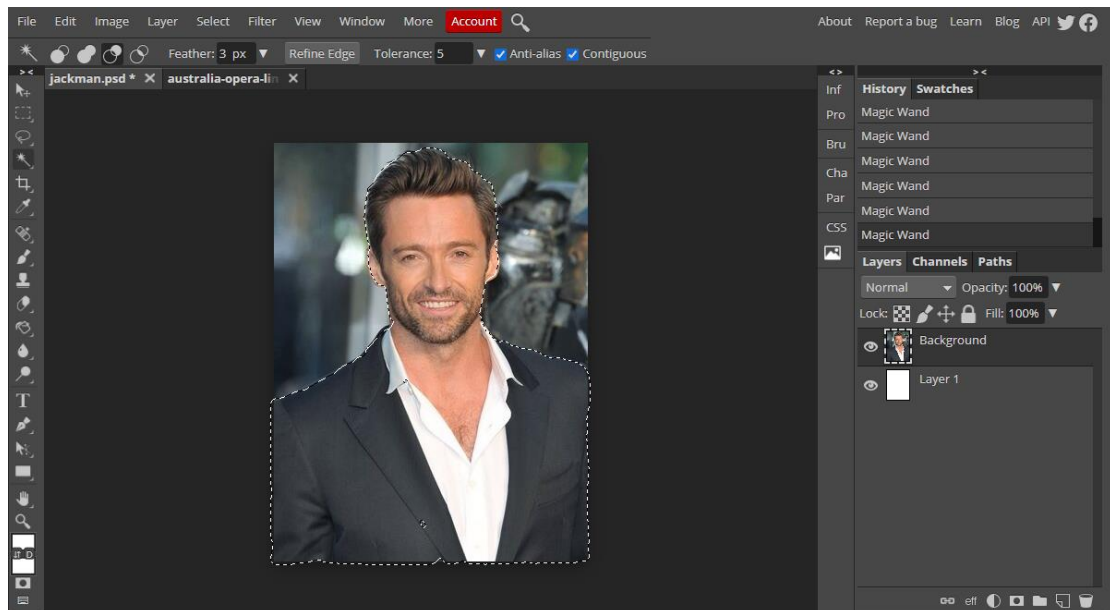 File Edit Image Layer Select Filter View Window More Account About Report a bug Learn Blog API
Feather: 3 px ▼ Refine Edge Tolerance: 5 ▼ Anti-alias Contiguous
jackman.psd * X australia-opera-lin X
Inf
Pro
Bru
Cha
Par
CSS
History Swatches
Magic Wand
Magic Wand
Magic Wand
Magic Wand
Magic Wand
Magic Wand
Layers Channels Paths
Normal Opacity: 100% ▼
Lock: Fill: 100% ▼
Background
Layer 1
T
D
eff